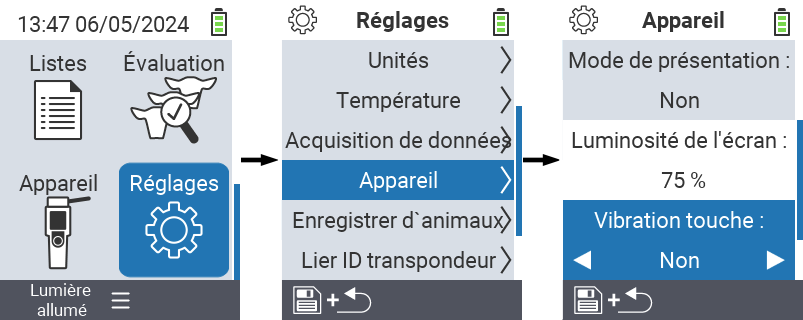 13:47 06/05/2024
Listes
Évaluation
Appareil
Réglages
Lumière
allumé
Réglages
Unités
Température
Acquisition de données
Appareil
Enregistrer d`animaux
Lier ID transpondeur
+
Appareil
Mode de présentation :
Non
Luminosité de l'écran :
75 %
Vibration touche :
Non
+